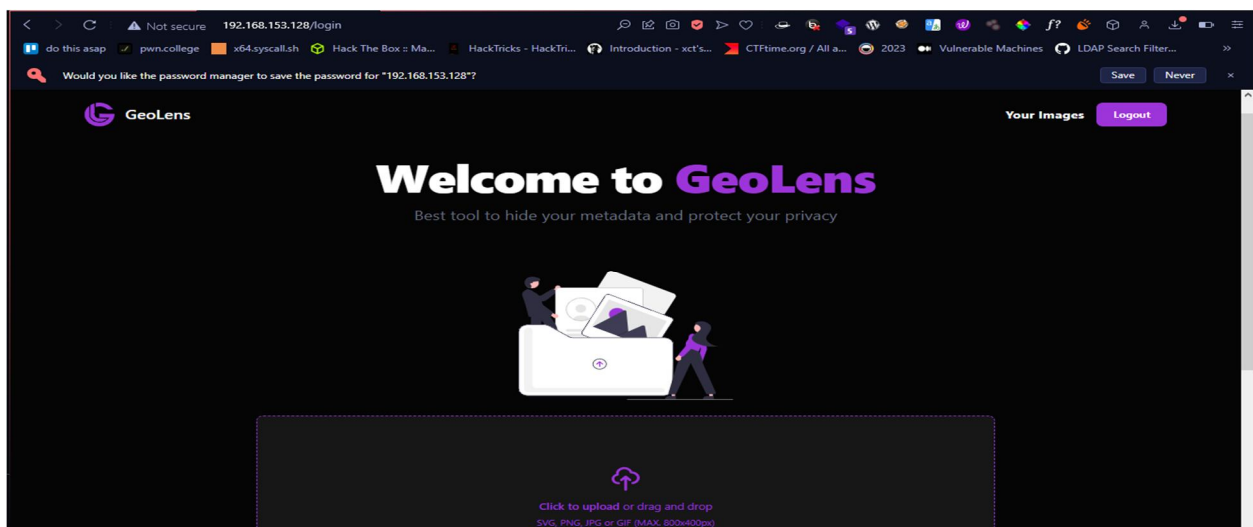 Not secure 192.168.153.128/login
do this asap pwn.college x64.syscall.sh Hack The Box :: Ma... HackTricks - HackTri... Introduction - xct's... CTFtime.org / All a... 2023 Vulnerable Machines LDAP Search Filter...
Would you like the password manager to save the password for "192.168.153.128"? Save Never
GeoLens Your Images Logout
Welcome to GeoLens
Best tool to hide your metadata and protect your privacy
Click to upload or drag and drop
SVG, PNG, JPG or GIF (MAX. 800x400px)